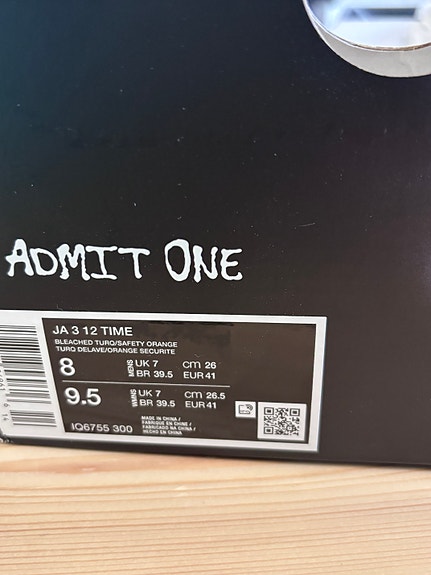 ADMIT ONE
JA 3 12 TIME
BLEACHED TURQ/SAFETY ORANGE
TURQ DELAVE/ORANGE SECURITE
8 MENS UK 7 CM 26
BR 39.5 EUR 41
9.5 WMNS UK 7 CM 26.5
BR 39.5 EUR 41
IQ6755 300
MADE IN CHINA /
FABRIQUE EN CHINE /
FABRICADO NA CHINA /
HECHO EN CHINA